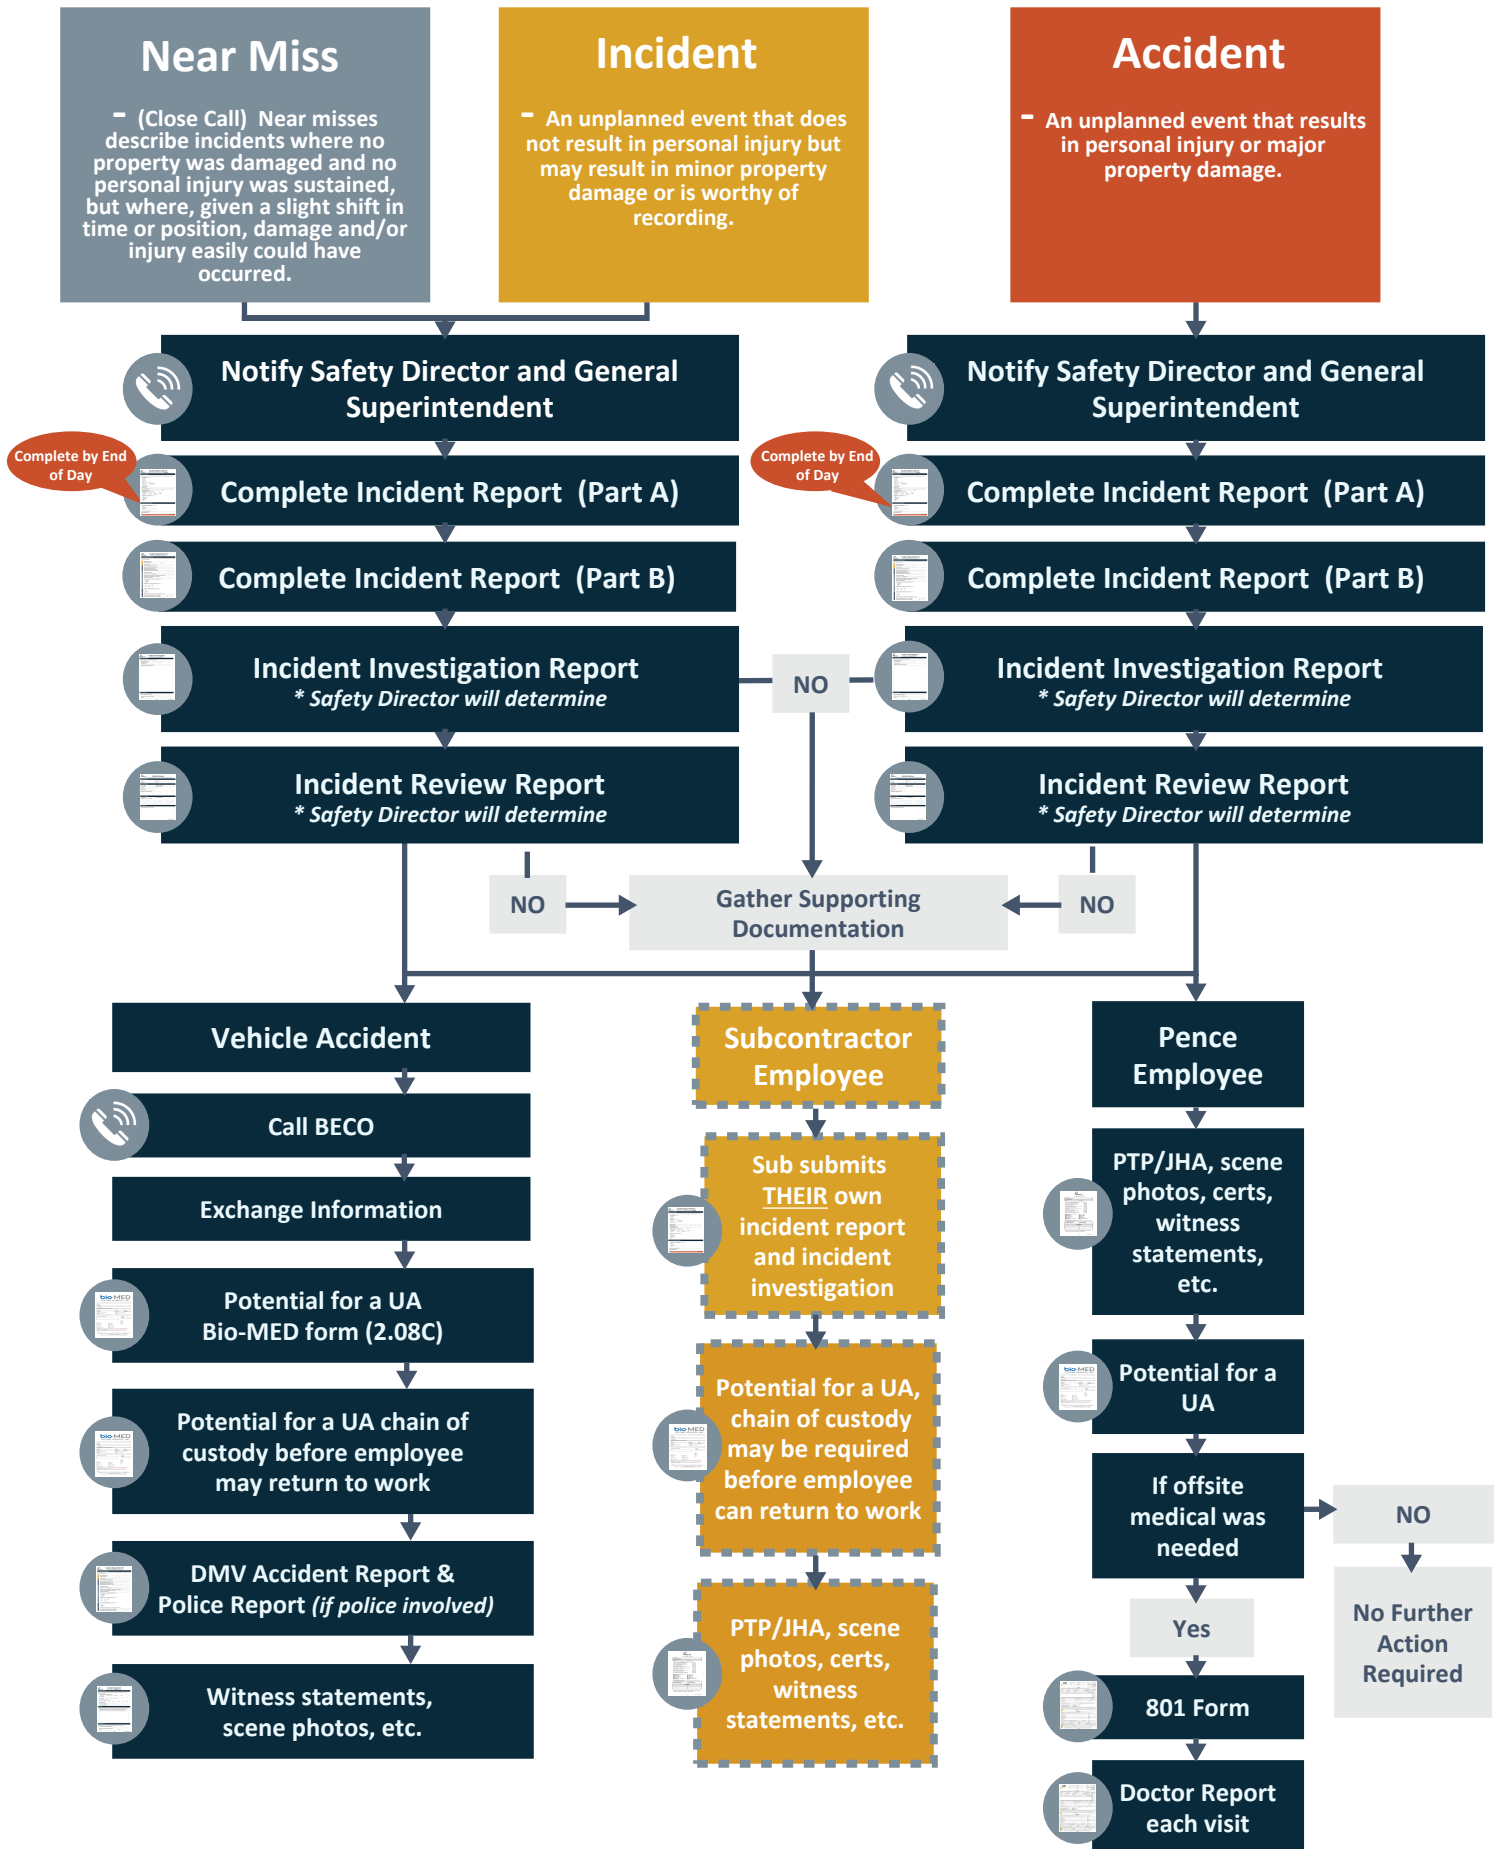 Near Miss
- (Close Call)  Near misses
describe incidents where no
property was damaged and no
personal injury was sustained,
but where, given a slight shift in
time or position, damage and/or
injury easily could have
occurred.
Incident
- An unplanned event that does
not result in personal injury but
may result in minor property
damage or is worthy of
recording.
Accident
- An unplanned event that results
in personal injury or major
property damage.
Notify Safety Director and General
Superintendent
Complete by End
of Day
Complete Incident Report  (Part A)
Complete Incident Report  (Part B)
Incident Investigation Report
* Safety Director will determine
Incident Review Report
* Safety Director will determine
Notify Safety Director and General
Superintendent
Complete by End
of Day
Complete Incident Report  (Part A)
Complete Incident Report  (Part B)
Incident Investigation Report
* Safety Director will determine
Incident Review Report
* Safety Director will determine
NO
NO
Gather Supporting
Documentation
NO
Vehicle Accident
Call BECO
Exchange Information
bio-MED
Potential for a UA
Bio-MED form (2.08C)
bio-MED
Potential for a UA chain of
custody before employee
may return to work
DMV Accident Report &
Police Report (if police involved)
Witness statements,
scene photos, etc.
Subcontractor
Employee
Sub submits
THEIR own
incident report
and incident
investigation
bio-MED
Potential for a UA,
chain of custody
may be required
before employee
can return to work
PTP/JHA, scene
photos, certs,
witness
statements, etc.
Pence
Employee
PTP/JHA, scene
photos, certs,
witness
statements,
etc.
bio-MED
Potential for a
UA
If offsite
medical was
needed
NO
No Further
Action
Required
Yes
801 Form
Doctor Report
each visit